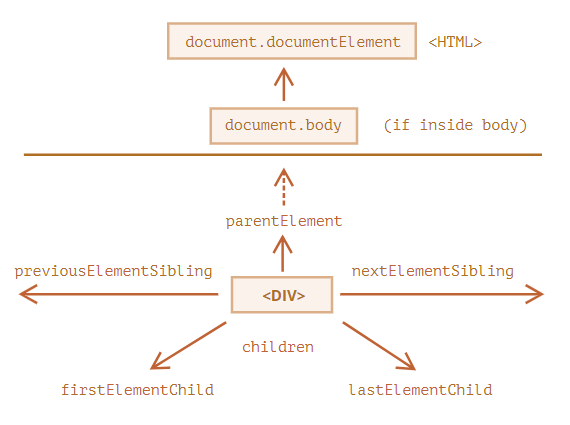 document.documentElement <HTML>
document.body (if inside body)
parentElement
previousElementSibling nextElementSibling
<DIV>
children
firstElementChild lastElementChild